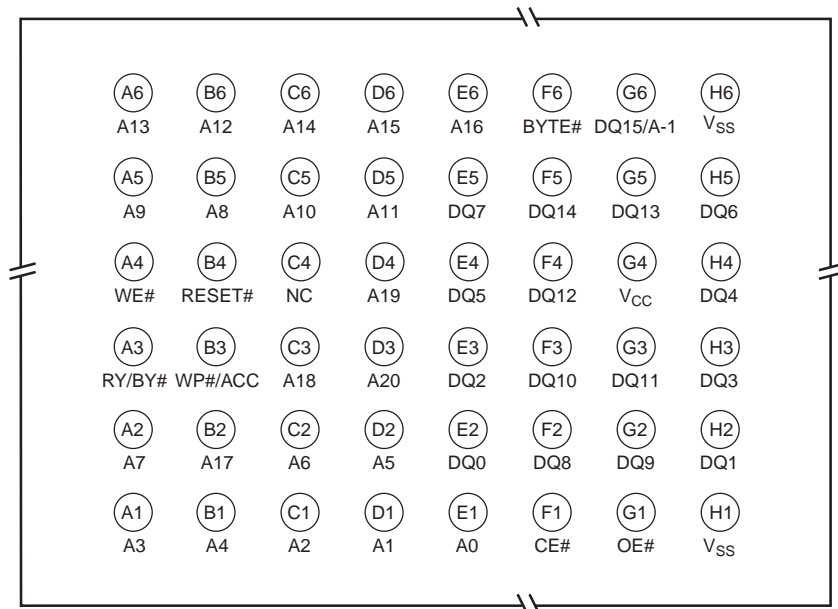 A6 B6 C6 D6 E6 F6 G6 H6
A13 A12 A14 A15 A16 BYTE# DQ15/A-1 VSS
A5 B5 C5 D5 E5 F5 G5 H5
A9 A8 A10 A11 DQ7 DQ14 DQ13 DQ6
A4 B4 C4 D4 E4 F4 G4 H4
WE# RESET# NC A19 DQ5 DQ12 VCC DQ4
A3 B3 C3 D3 E3 F3 G3 H3
RY/BY# WP#/ACC A18 A20 DQ2 DQ10 DQ11 DQ3
A2 B2 C2 D2 E2 F2 G2 H2
A7 A17 A6 A5 DQ0 DQ8 DQ9 DQ1
A1 B1 C1 D1 E1 F1 G1 H1
A3 A4 A2 A1 A0 CE# OE# VSS